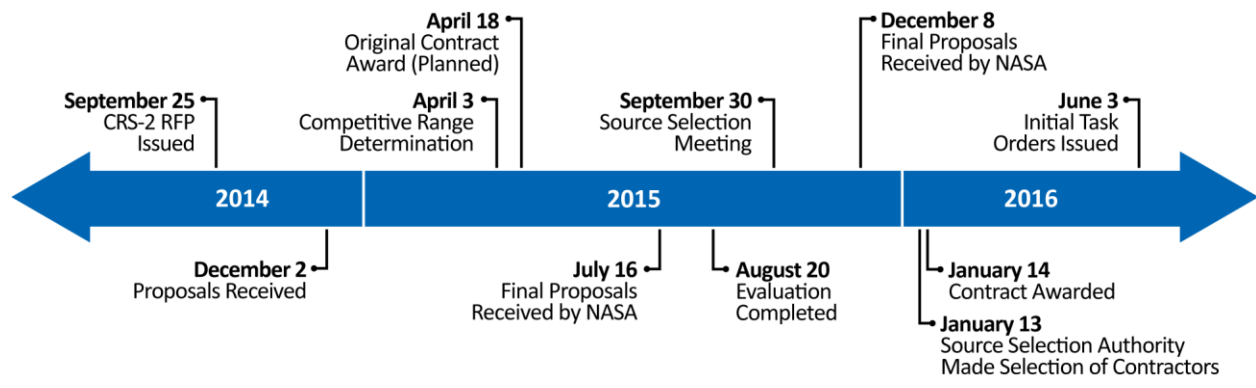 April 18
Original Contract
Award (Planned)
December 8
Final Proposals
Received by NASA
September 25
CRS-2 RFP
Issued
April 3
Competitive Range
Determination
September 30
Source Selection
Meeting
June 3
Initial Task
Orders Issued
2014
2015
2016
December 2
Proposals Received
July 16
Final Proposals
Received by NASA
August 20
Evaluation
Completed
January 14
Contract Awarded
January 13
Source Selection Authority
Made Selection of Contractors